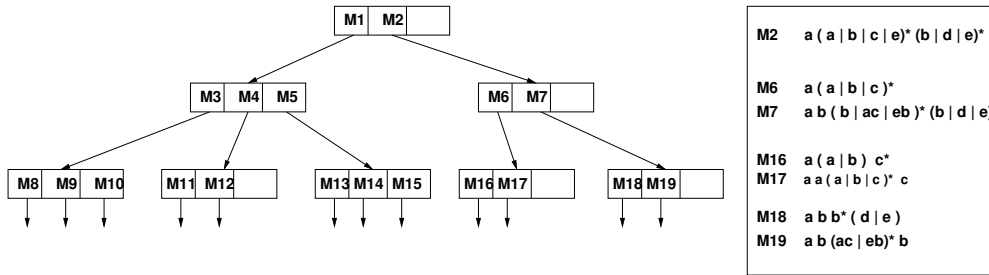 M1 M2
M3 M4 M5
M6 M7
M8 M9 M10
M11 M12
M13 M14 M15
M16 M17
M18 M19
M2 a ( a | b | c | e)* (b | d | e)*
M6 a ( a | b | c )*
M7 a b ( b | ac | eb )* (b | d | e)
M16 a ( a | b ) c*
M17 a a ( a | b | c )* c
M18 a b b* ( d | e )
M19 a b (ac | eb)* b